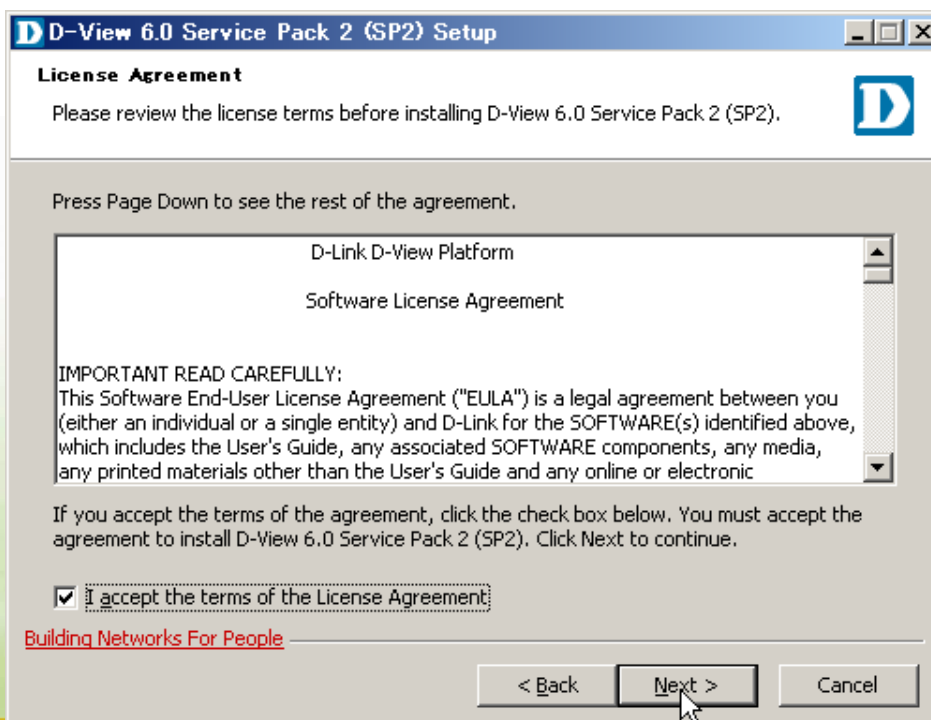 D-View 6.0 Service Pack 2 (SP2) Setup
License Agreement
Please review the license terms before installing D-View 6.0 Service Pack 2 (SP2).
Press Page Down to see the rest of the agreement.
D-Link D-View Platform
Software License Agreement
IMPORTANT READ CAREFULLY:
This Software End-User License Agreement ("EULA") is a legal agreement between you
(either an individual or a single entity) and D-Link for the SOFTWARE(s) identified above,
which includes the User's Guide, any associated SOFTWARE components, any media,
any printed materials other than the User's Guide and any online or electronic
If you accept the terms of the agreement, click the check box below. You must accept the
agreement to install D-View 6.0 Service Pack 2 (SP2). Click Next to continue.
I accept the terms of the License Agreement
Building Networks For People
< Back Next > Cancel